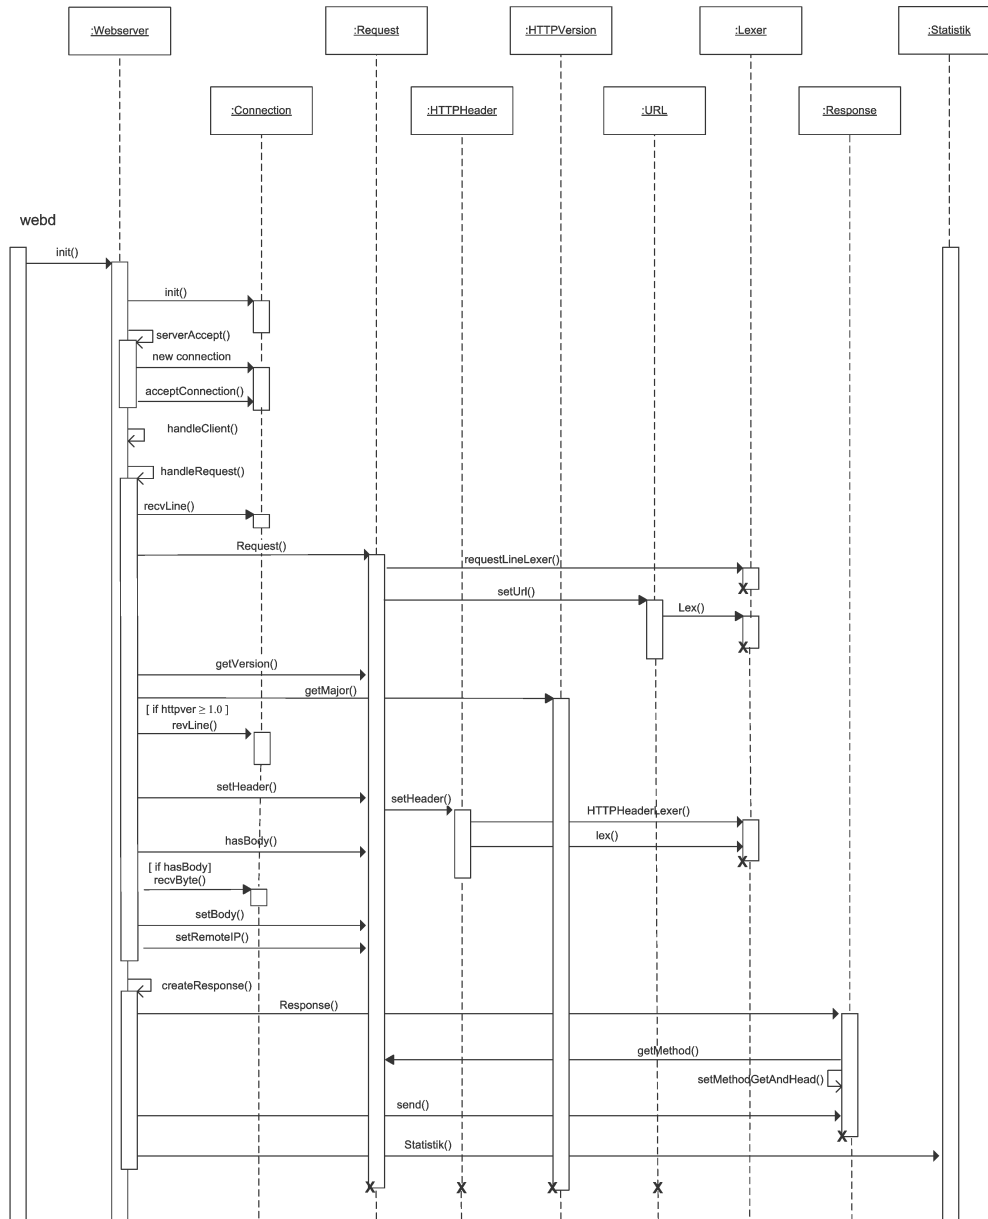 :Webserver
:Request
:HTTPVersion
:Lexer
:Statistik
:Connection
:HTTPHeader
:URL
:Response
webd
init()
init()
serverAccept()
new connection
acceptConnection()
handleClient()
handleRequest()
recvLine()
Request()
requestLineLexer()
setUrl()
Lex()
getVersion()
getMajor()
[ if httpver ≥ 1.0 ]
revLine()
setHeader()
setHeader()
HTTPHeaderLexer()
lex()
hasBody()
[ if hasBody]
recvByte()
setBody()
setRemoteIP()
createResponse()
Response()
getMethod()
setMethodGetAndHead()
send()
Statistik()